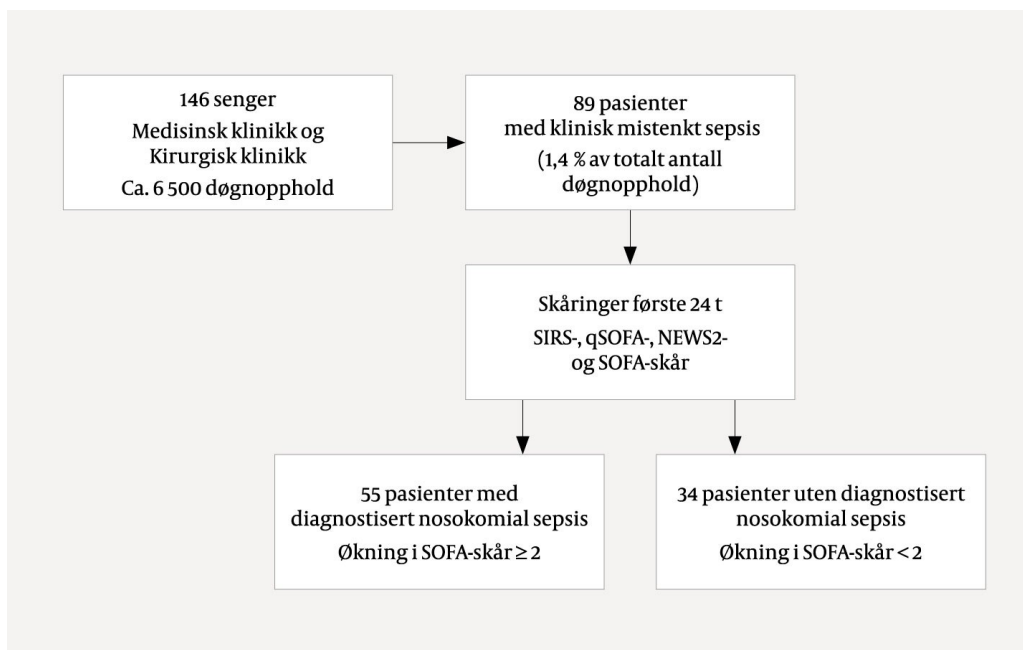 146 senger
Medisinsk klinikk og
Kirurgisk klinikk
Ca. 6 500 døgnopphold
89 pasienter
med klinisk mistenkt sepsis
(1,4 % av totalt antall
døgnopphold)
Skåringer første 24 t
SIRS-, qSOFA-, NEWS2-
og SOFA-skår
55 pasienter med
diagnostisert nosokomial sepsis
Økning i SOFA-skår ≥ 2
34 pasienter uten diagnostisert
nosokomial sepsis
Økning i SOFA-skår < 2